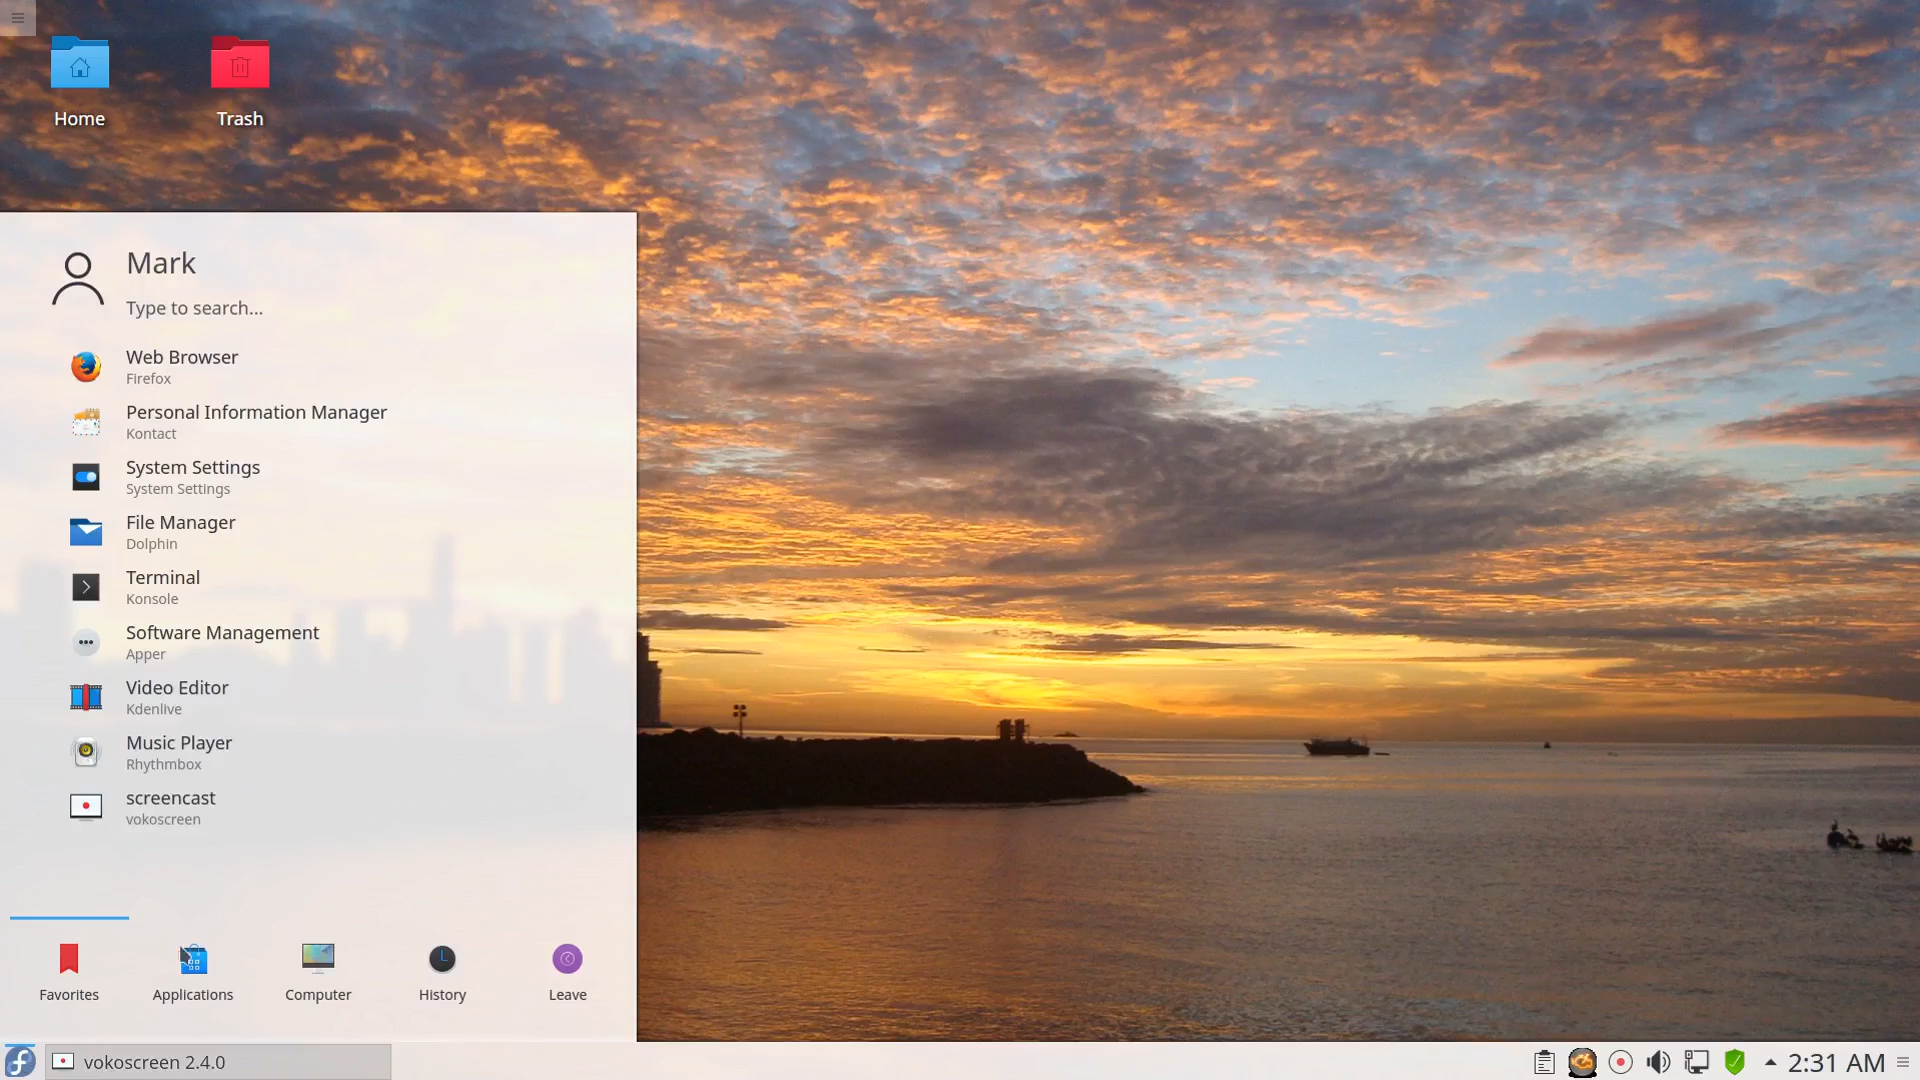 Home
Trash
Mark
Type to search...
Web Browser
Firefox
Personal Information Manager
Kontact
System Settings
System Settings
File Manager
Dolphin
Terminal
Konsole
Software Management
Apper
Video Editor
Kdenlive
Music Player
Rhythmbox
screencast
vokoscreen
Favorites
Applications
Computer
History
Leave
vokoscreen 2.4.0
2:31 AM